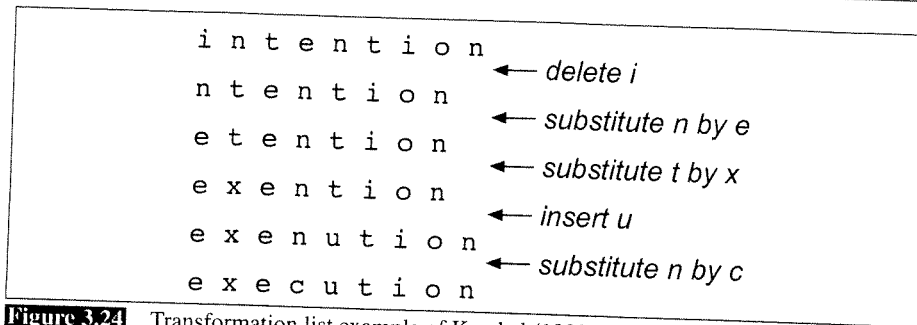 i n t e n t i o n
← delete i
n t e n t i o n
← substitute n by e
e t e n t i o n
← substitute t by x
e x e n t i o n
← insert u
e x e n u t i o n
← substitute n by c
e x e c u t i o n
Figure 3.24 Transformation list example of